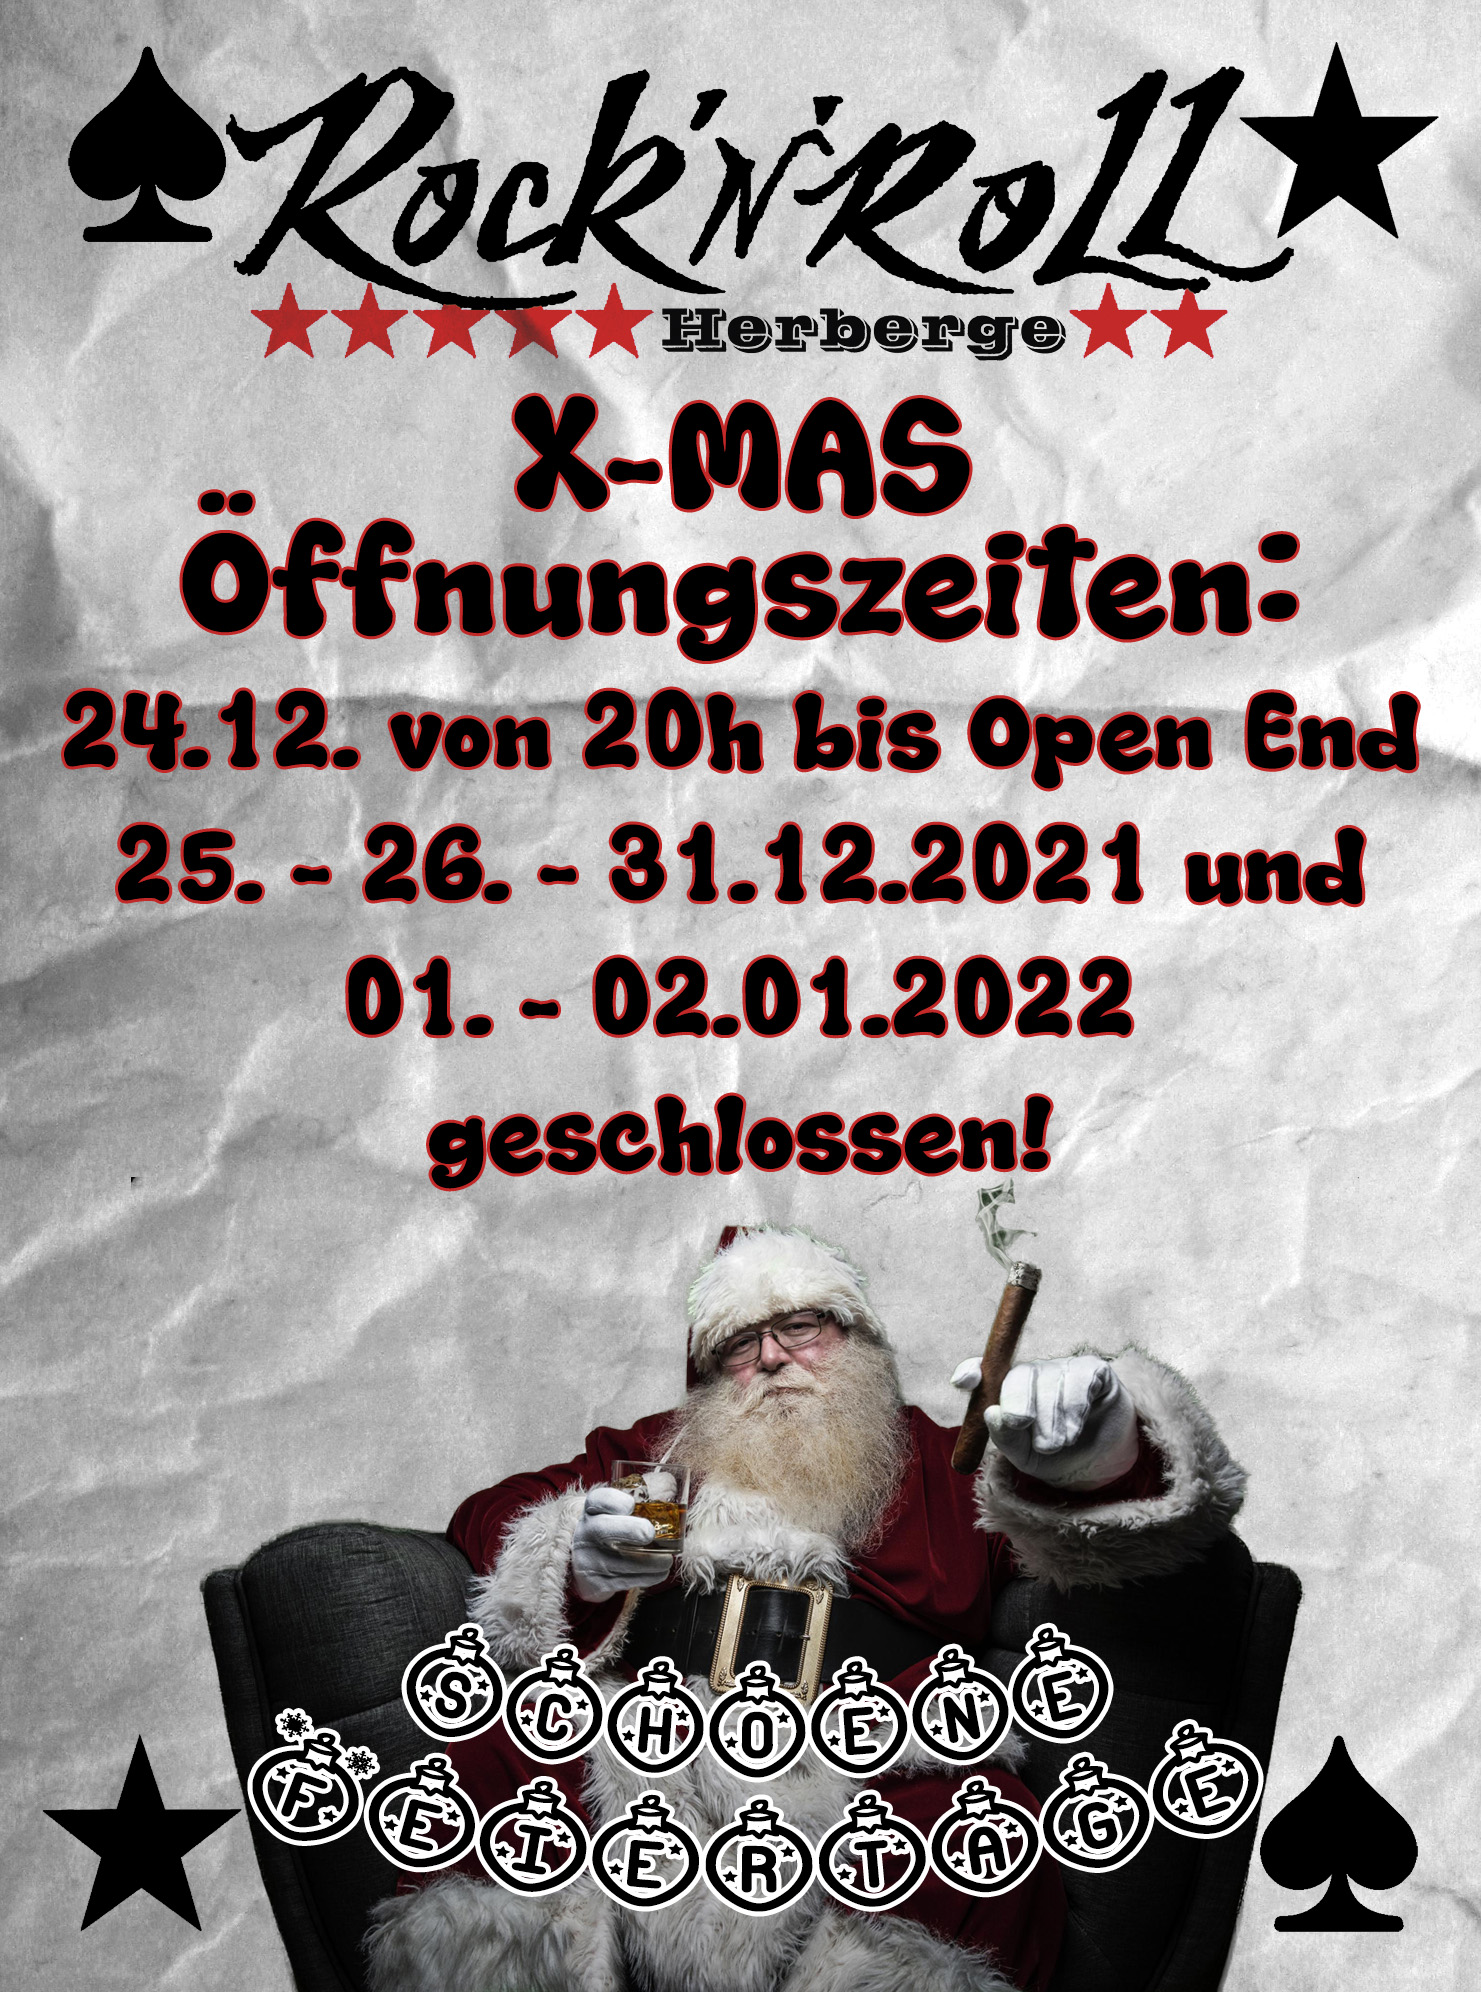 Rock'n'Roll
Herberge
X-MAS
Öffnungszeiten:
24.12. von 20h bis Open End
25. - 26. - 31.12.2021 und
01. - 02.01.2022
geschlossen!
SCHOENE
FEIERTAGE